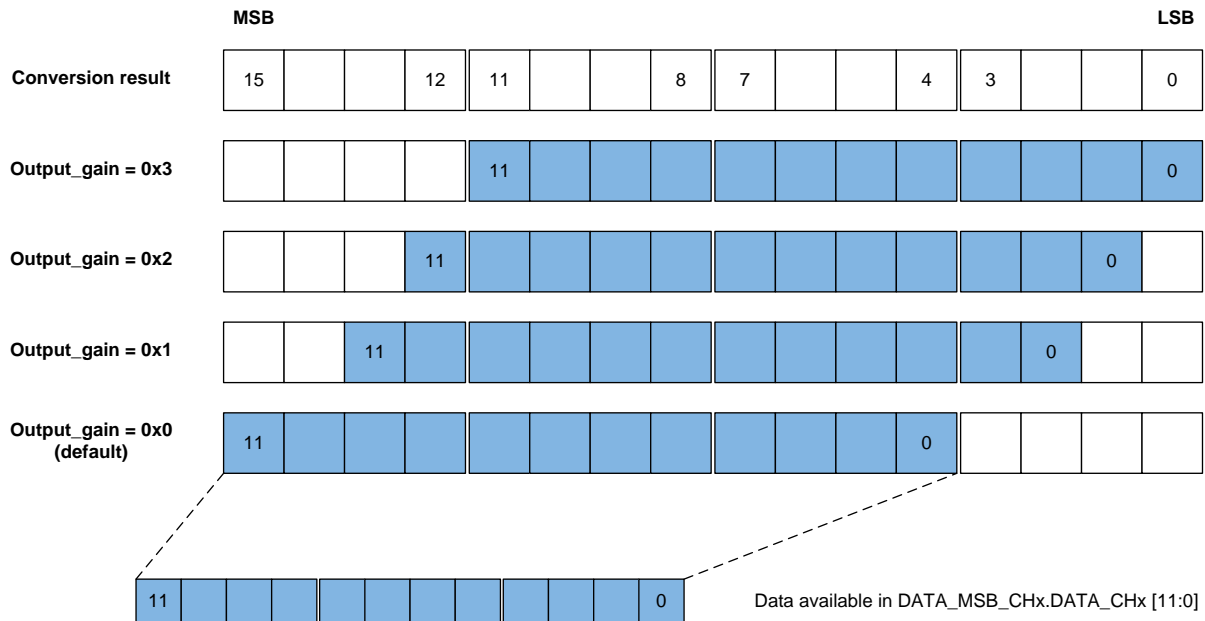 MSB LSB
Conversion result 15 12 11 8 7 4 3 0
Output_gain = 0x3 11 0
Output_gain = 0x2 11 0
Output_gain = 0x1 11 0
Output_gain = 0x0
(default) 11 0
11 0 Data available in DATA_MSB_CHx.DATA_CHx [11:0]